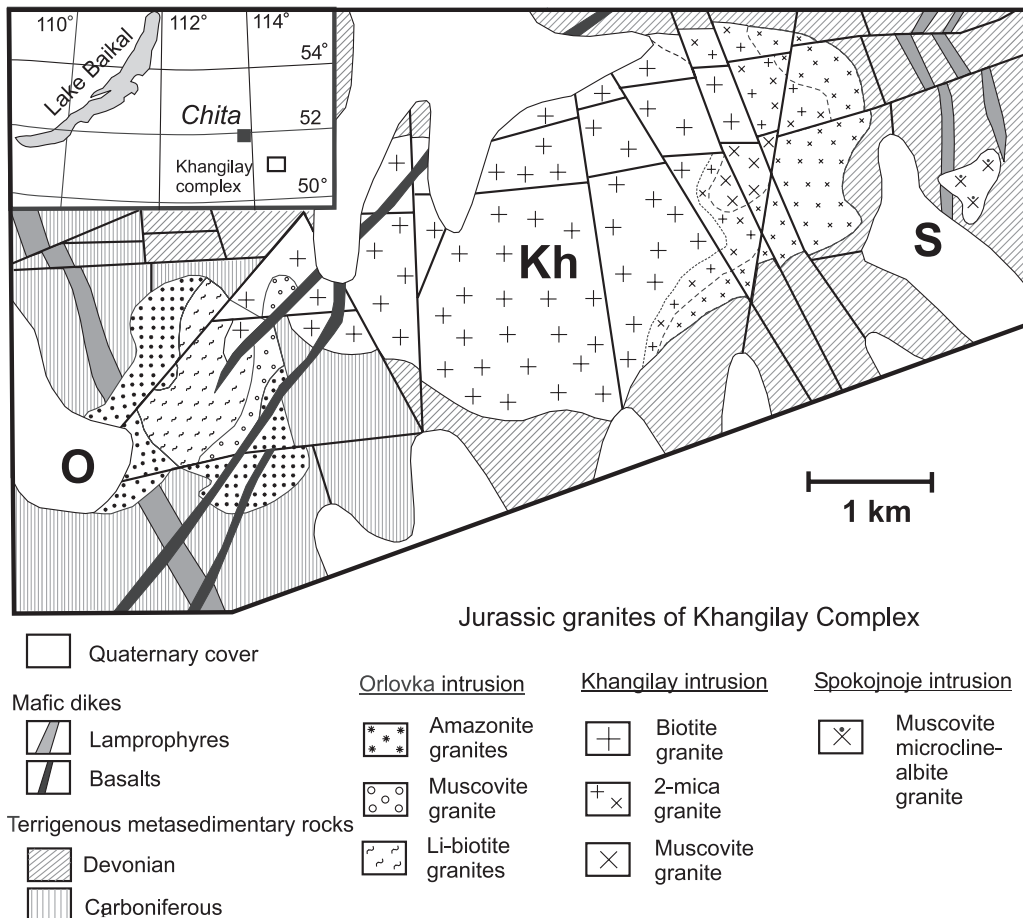 110°
112°
114°
54°
Lake Baikal
Chita
52
Khangilay
complex
50°
Kh
S
O
1 km
Jurassic granites of Khangilay Complex
Quaternary cover
Mafic dikes
Lamprophyres
Basalts
Terrigenous metasedimentary rocks
Devonian
Carboniferous
Orlovka intrusion
Amazonite
granites
Muscovite
granite
Li-biotite
granites
Khangilay intrusion
Biotite
granite
2-mica
granite
Muscovite
granite
Spokojnoje intrusion
Muscovite
microcline-
albite
granite